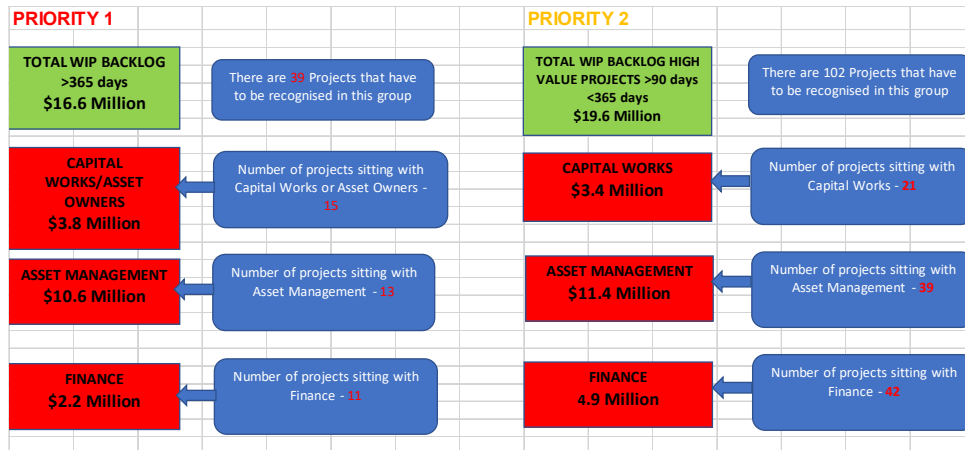 PRIORITY 1
TOTAL WIP BACKLOG
>365 days
$16.6 Million
There are 39 Projects that have
to be recognised in this group
CAPITAL
WORKS/ASSET
OWNERS
$3.8 Million
Number of projects sitting with
Capital Works or Asset Owners -
15
ASSET MANAGEMENT
$10.6 Million
Number of projects sitting with
Asset Management - 13
FINANCE
$2.2 Million
Number of projects sitting with
Finance - 11
PRIORITY 2
TOTAL WIP BACKLOG HIGH
VALUE PROJECTS >90 days
<365 days
$19.6 Million
There are 102 Projects that have
to be recognised in this group
CAPITAL WORKS
$3.4 Million
Number of projects sitting with
Capital Works - 21
ASSET MANAGEMENT
$11.4 Million
Number of projects sitting with
Asset Management - 39
FINANCE
4.9 Million
Number of projects sitting with
Finance - 42